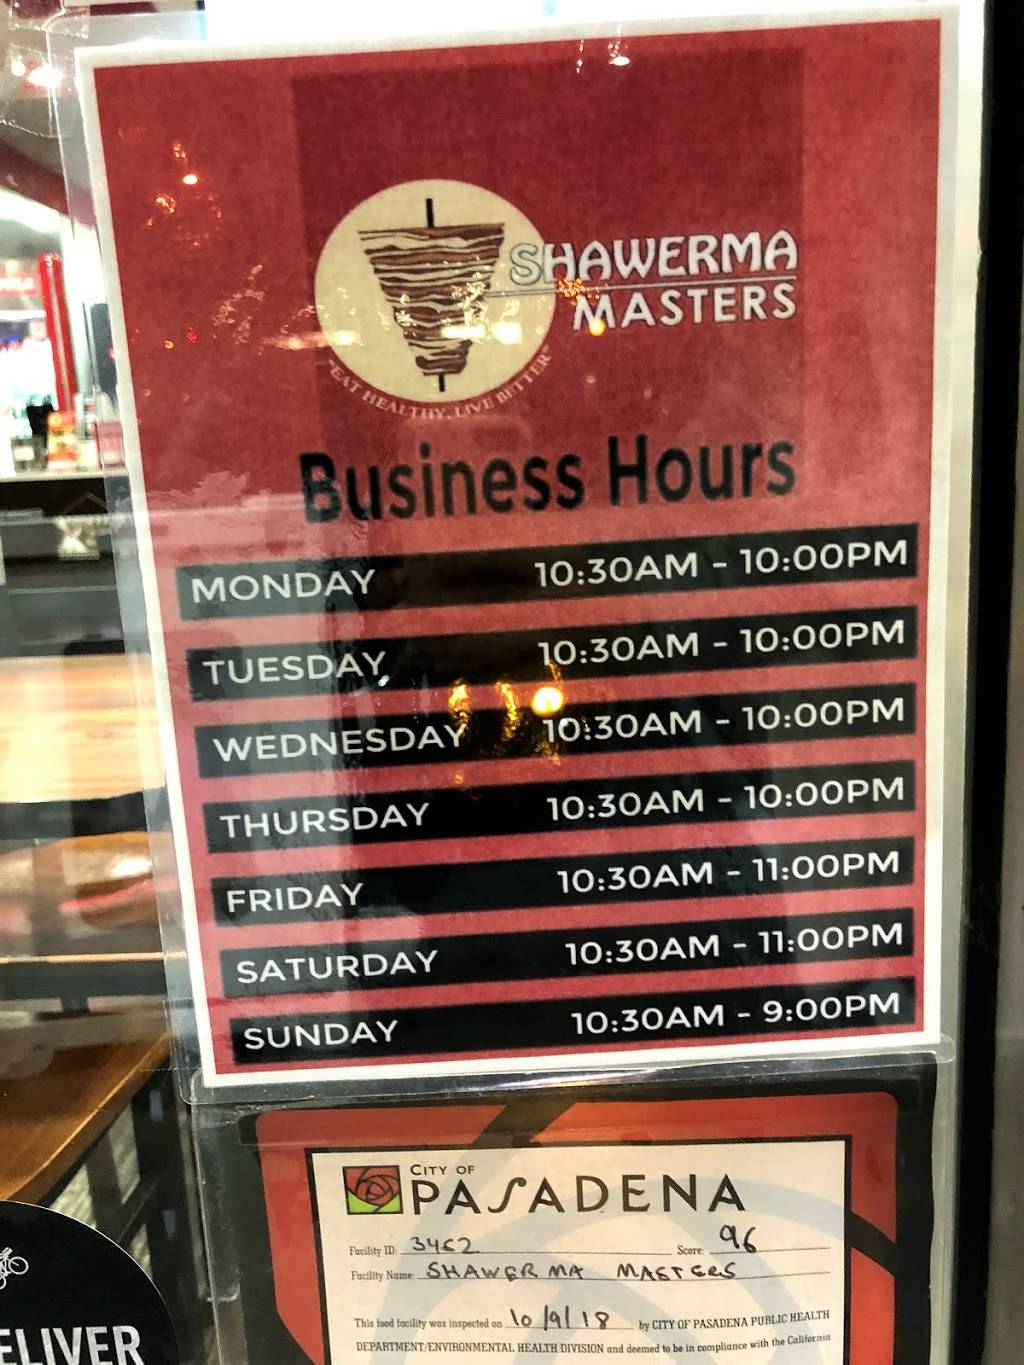 SHAWERMA
MASTERS
"EAT HEALTHY, LIVE BETTER"
Business Hours
MONDAY 10:30AM - 10:00PM
TUESDAY 10:30AM - 10:00PM
WEDNESDAY 10:30AM - 10:00PM
THURSDAY 10:30AM - 10:00PM
FRIDAY 10:30AM - 11:00PM
SATURDAY 10:30AM - 11:00PM
SUNDAY 10:30AM - 9:00PM
CITY OF
PASADENA
Facility ID: 3462 Score: 96
Facility Name: SHAWERMA MASTERS
This food facility was inspected on 10/9/18 by CITY OF PASADENA PUBLIC HEALTH
DEPARTMENT/ENVIRONMENTAL HEALTH DIVISION and deemed to be in compliance with the California
ELIVER